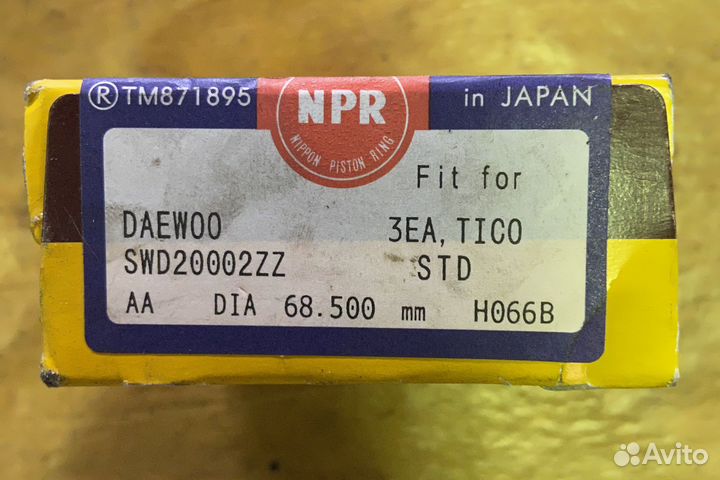 ®TM871895 NPR in JAPAN
NIPPON PISTON RING
Fit for
DAEWOO 3EA, TICO
SWD20002ZZ STD
AA DIA 68.500 mm H066B
Avito